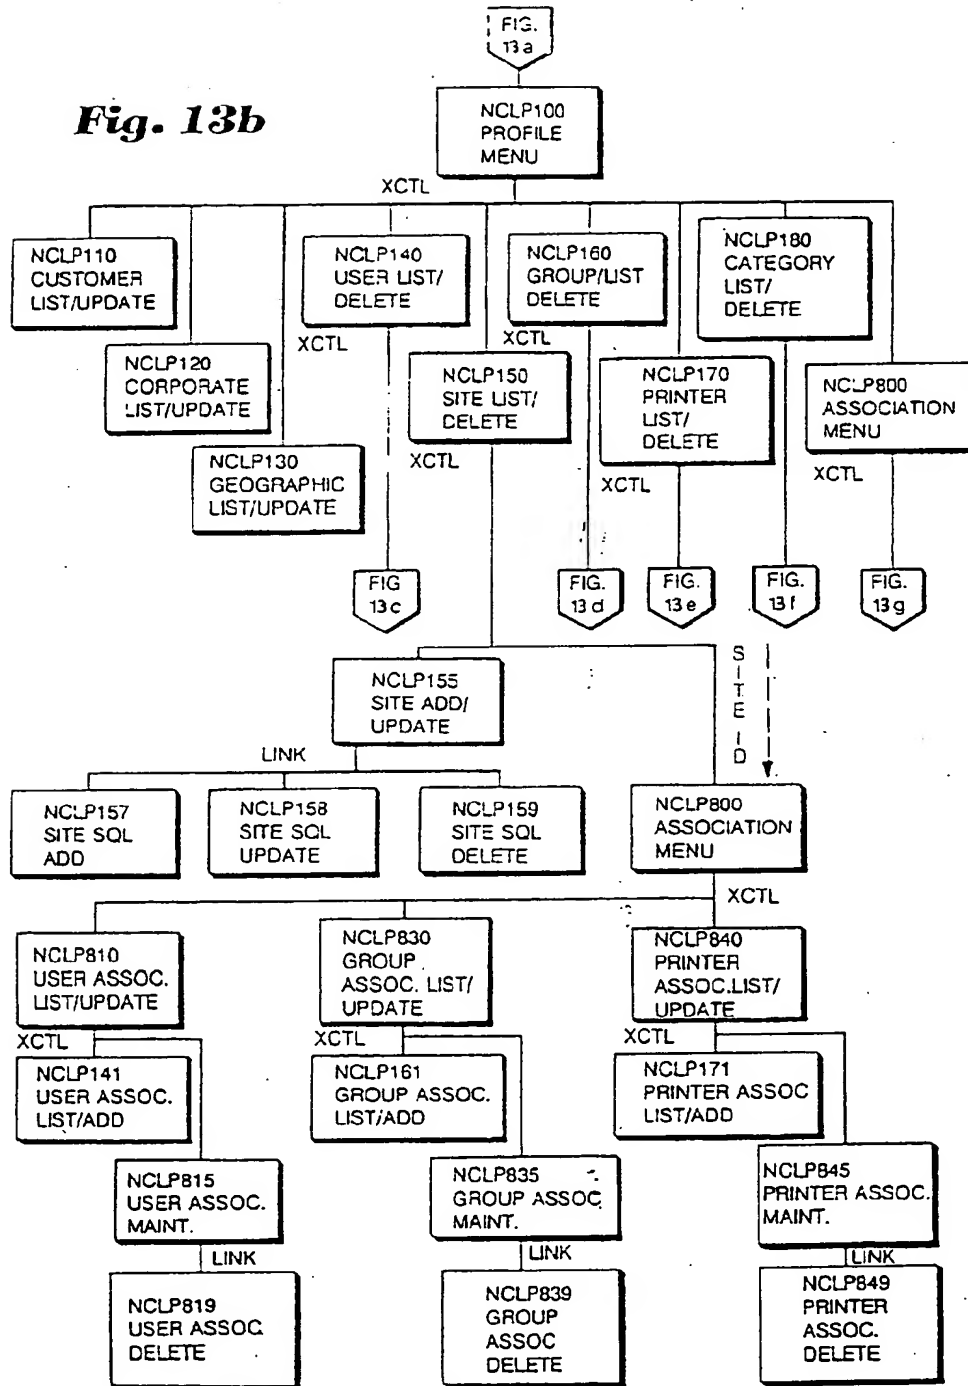 FIG.
13a
Fig. 13b
NCLP100
PROFILE
MENU
XCTL
NCLP110
CUSTOMER
LIST/UPDATE
NCLP140
USER LIST/
DELETE
NCLP160
GROUP/LIST
DELETE
NCLP180
CATEGORY
LIST/
DELETE
XCTL
XCTL
NCLP120
CORPORATE
LIST/UPDATE
NCLP150
SITE LIST/
DELETE
NCLP170
PRINTER
LIST/
DELETE
NCLP800
ASSOCIATION
MENU
XCTL
XCTL
XCTL
NCLP130
GEOGRAPHIC
LIST/UPDATE
FIG
13c
FIG.
13d
FIG.
13e
FIG.
13f
FIG.
13g
SITE ID
NCLP155
SITE ADD/
UPDATE
LINK
NCLP157
SITE SQL
ADD
NCLP158
SITE SQL
UPDATE
NCLP159
SITE SQL
DELETE
NCLP800
ASSOCIATION
MENU
XCTL
NCLP810
USER ASSOC.
LIST/UPDATE
NCLP830
GROUP
ASSOC. LIST/
UPDATE
NCLP840
PRINTER
ASSOC.LIST/
UPDATE
XCTL
XCTL
XCTL
NCLP141
USER ASSOC.
LIST/ADD
NCLP161
GROUP ASSOC.
LIST/ADD
NCLP171
PRINTER ASSOC
LIST/ADD
NCLP815
USER ASSOC.
MAINT.
NCLP835
GROUP ASSOC
MAINT.
NCLP845
PRINTER ASSOC.
MAINT.
LINK
LINK
LINK
NCLP819
USER ASSOC
DELETE
NCLP839
GROUP
ASSOC
DELETE
NCLP849
PRINTER
ASSOC.
DELETE